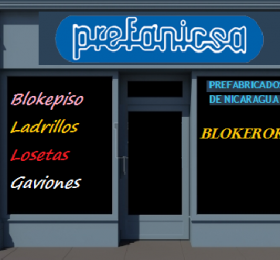 prefanicsa
Blokepiso
Ladrillos
Losetas
Gaviones
PREFABRICADOS
DE NICARAGUA
BLOKEROK